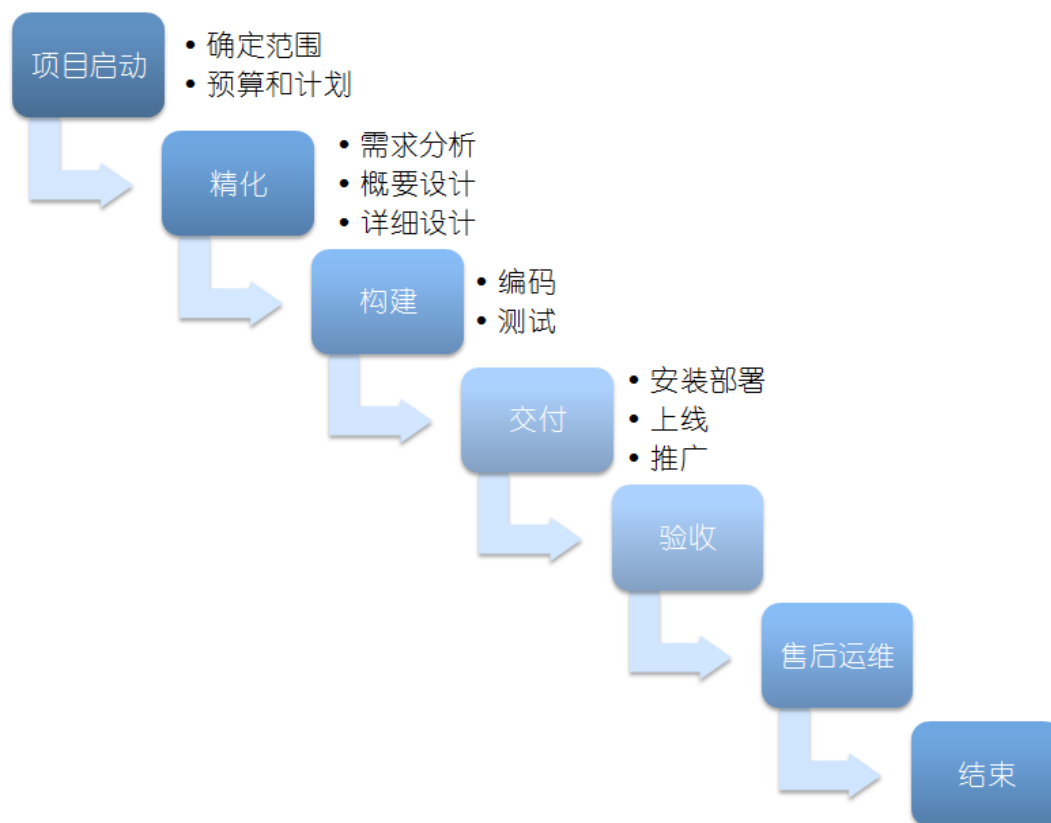 项目启动
• 确定范围
• 预算和计划
精化
• 需求分析
• 概要设计
• 详细设计
构建
• 编码
• 测试
交付
• 安装部署
• 上线
• 推广
验收
售后运维
结束